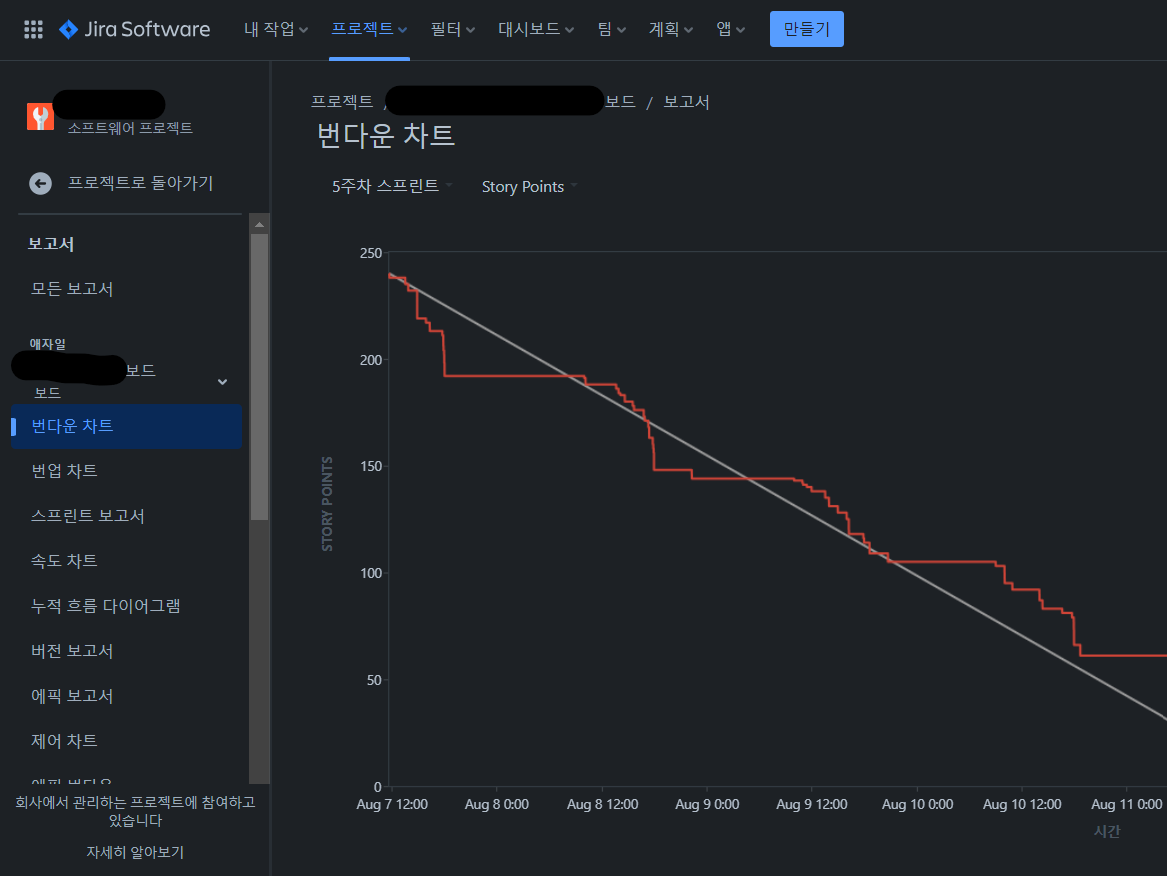 Jira Software 내 작업 프로젝트 필터 대시보드 팀 계획 앱 만들기
소프트웨어 프로젝트
프로젝트로 돌아가기
보고서
모든 보고서
애자일
보드
보드
번다운 차트
번업 차트
스프린트 보고서
속도 차트
누적 흐름 다이어그램
버전 보고서
에픽 보고서
제어 차트
에픽 번다운
회사에서 관리하는 프로젝트에 참여하고
있습니다
자세히 알아보기
프로젝트 / 보드 / 보고서
번다운 차트
5주차 스프린트 Story Points
250
200
150
100
50
0
STORY POINTS
Aug 7 12:00 Aug 8 0:00 Aug 8 12:00 Aug 9 0:00 Aug 9 12:00 Aug 10 0:00 Aug 10 12:00 Aug 11 0:00
시간